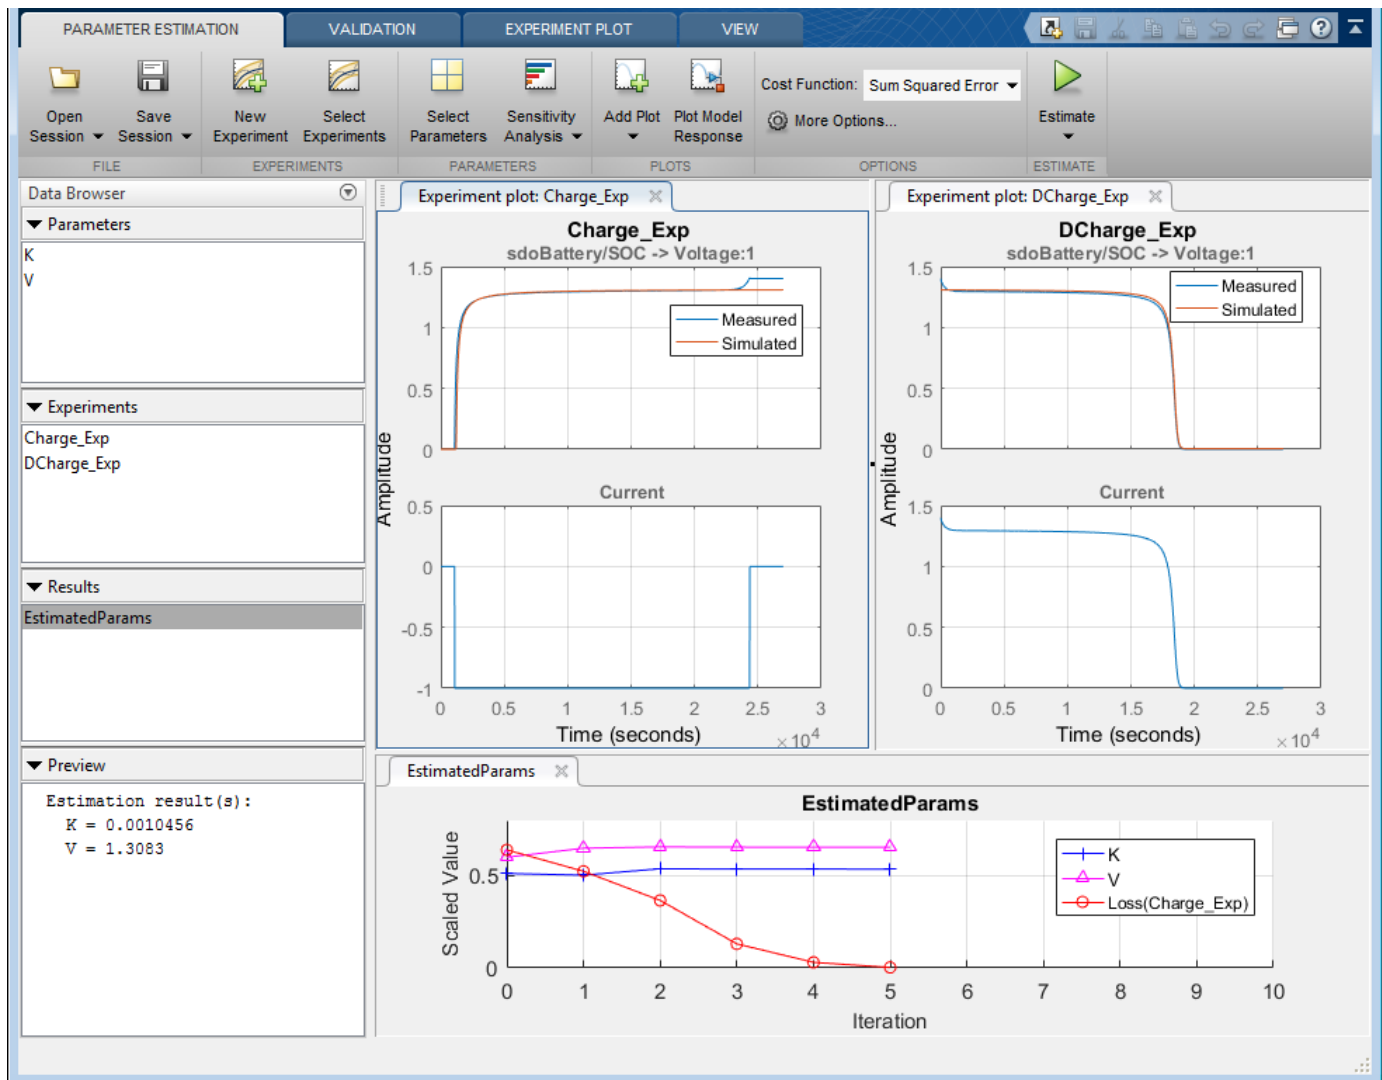 PARAMETER ESTIMATION VALIDATION EXPERIMENT PLOT VIEW
Open Session
Save Session
New Experiment
Select Experiments
Select Parameters
Sensitivity Analysis
Add Plot
Plot Model Response
Cost Function: Sum Squared Error
More Options...
Estimate
FILE EXPERIMENTS PARAMETERS PLOTS OPTIONS ESTIMATE
Data Browser
Parameters
K
V
Experiments
Charge_Exp
DCharge_Exp
Results
EstimatedParams
Preview
Estimation result(s):
K = 0.0010456
V = 1.3083
Experiment plot: Charge_Exp
Charge_Exp
sdoBattery/SOC -> Voltage:1
1.5
1
0.5
0
Measured
Simulated
Amplitude
Current
0.5
0
-0.5
-1
0 0.5 1 1.5 2 2.5 3
Time (seconds)
×10^4
Experiment plot: DCharge_Exp
DCharge_Exp
sdoBattery/SOC -> Voltage:1
1.5
1
0.5
0
Measured
Simulated
Amplitude
Current
1.5
1
0.5
0
0 0.5 1 1.5 2 2.5 3
Time (seconds)
×10^4
EstimatedParams
EstimatedParams
Scaled Value
0.5
0
K
V
Loss(Charge_Exp)
0 1 2 3 4 5 6 7 8 9 10
Iteration